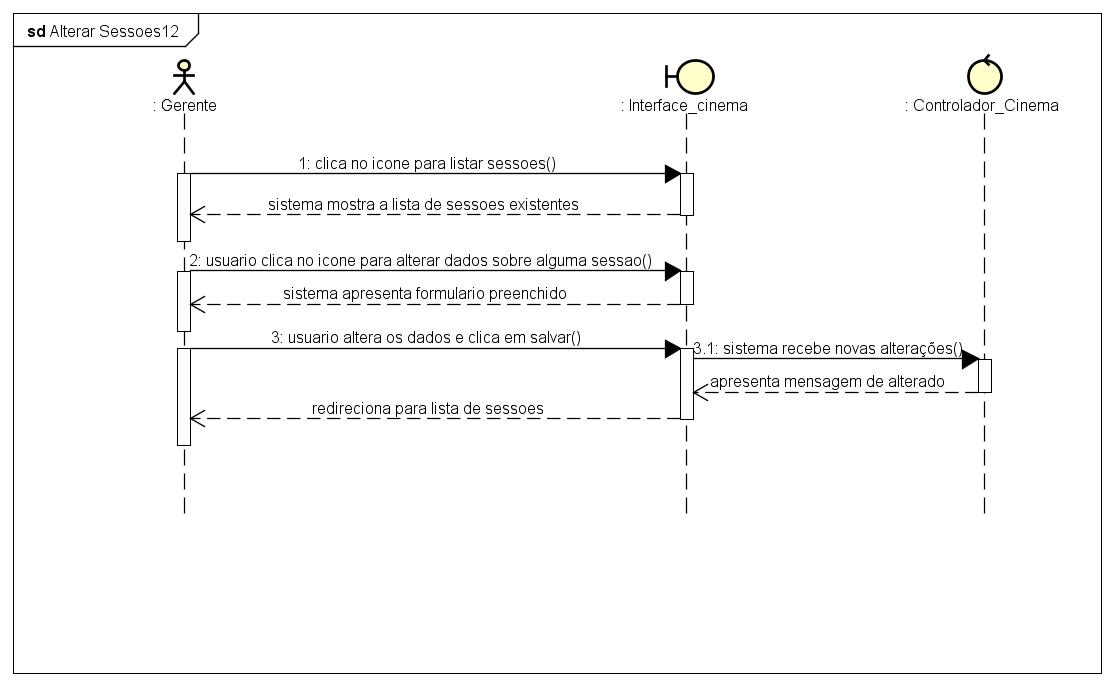 sd Alterar Sessoes12
: Gerente
: Interface_cinema
: Controlador_Cinema
1: clica no icone para listar sessoes()
sistema mostra a lista de sessoes existentes
2: usuario clica no icone para alterar dados sobre alguma sessao()
sistema apresenta formulario preenchido
3: usuario altera os dados e clica em salvar()
3.1: sistema recebe novas alterações()
apresenta mensagem de alterado
redireciona para lista de sessoes